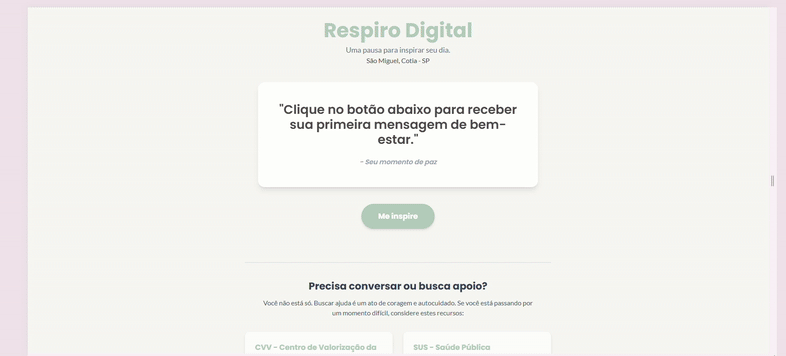 Respiro Digital
Uma pausa para inspirar seu dia.
São Miguel, Cotia - SP
"Clique no botão abaixo para receber
sua primeira mensagem de bem-
estar."
- Seu momento de paz
Me Inspire
Precisa conversar ou busca apoio?
Você não está só. Buscar ajuda é um ato de coragem e autocuidado. Se você está passando por
um momento difícil, considere estes recursos:
CVV - Centro de Valorização da
SUS - Saúde Pública